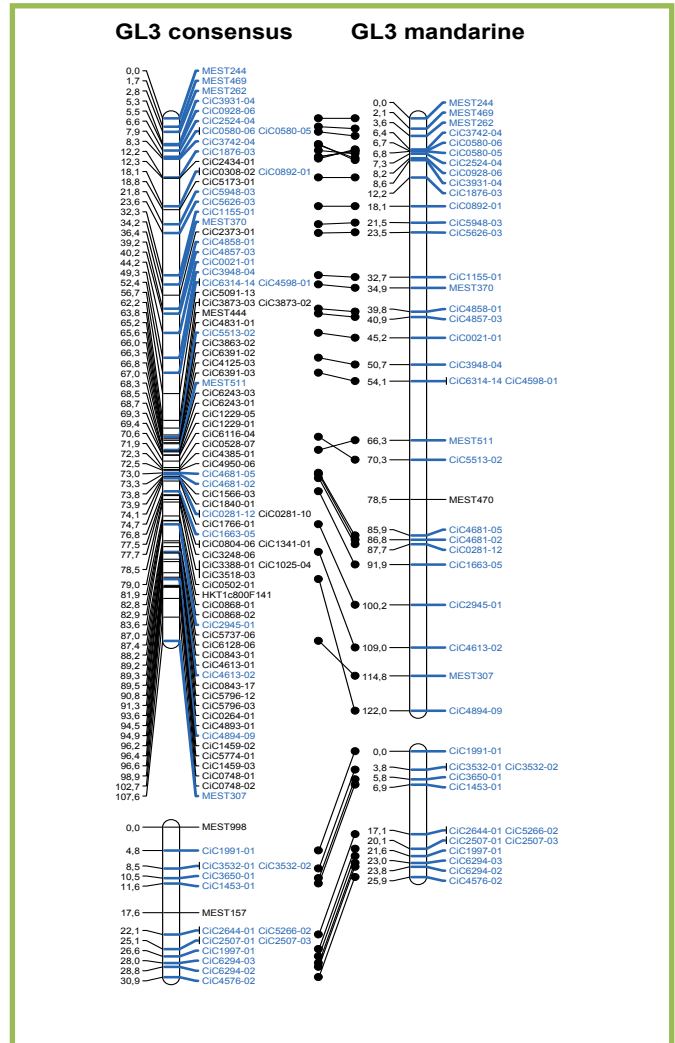 GL3 consensus
0,0 MEST244
1,7 MEST469
2,8 MEST262
5,3 CiC3931-04
5,5 CiC0928-06
6,6 CiC2524-04
7,9 CiC0580-06 CiC0580-05
8,3 CiC3742-04
12,2 CiC1876-03
12,3 CiC2434-01
18,1 CiC0308-02 CiC0892-01
18,8 CiC5173-01
21,8 CiC5948-03
23,6 CiC5626-03
32,3 CiC1155-01
34,2 MEST370
36,4 CiC2373-01
39,2 CiC4858-01
40,2 CiC4857-03
44,2 CiC0021-01
49,3 CiC3948-04
52,4 CiC6314-14 CiC4598-01
56,7 CiC5091-13
62,2 CiC3873-03 CiC3873-02
63,8 MEST444
65,2 CiC4831-01
65,6 CiC5513-02
66,0 CiC3863-02
66,3 CiC6391-02
66,8 CiC4125-03
67,0 CiC6391-03
68,3 MEST511
68,5 CiC6243-03
68,7 CiC6243-01
69,3 CiC1229-05
69,4 CiC1229-01
70,6 CiC6116-04
71,9 CiC0528-07
72,3 CiC4385-01
72,5 CiC4950-06
73,0 CiC4681-05
73,3 CiC4681-02
73,8 CiC1566-03
73,9 CiC1840-01
74,1 CiC0281-12 CiC0281-10
74,7 CiC1766-01
76,8 CiC1663-05
77,5 CiC0804-06 CiC1341-01
77,7 CiC3248-06
78,5 CiC3388-01 CiC1025-04
CiC3518-03
79,0 CiC0502-01
81,9 HKT1c800F141
82,8 CiC0868-01
82,9 CiC0868-02
83,6 CiC2945-01
87,0 CiC5737-06
87,4 CiC6128-06
88,2 CiC0843-01
89,2 CiC4613-01
89,3 CiC4613-02
89,5 CiC0843-17
90,8 CiC5796-12
91,3 CiC5796-03
93,6 CiC0264-01
94,5 CiC4893-01
94,9 CiC4894-09
96,2 CiC1459-02
96,4 CiC5774-01
96,6 CiC1459-03
98,9 CiC0748-01
102,7 CiC0748-02
107,6 MEST307
0,0 MEST998
4,8 CiC1991-01
8,5 CiC3532-01 CiC3532-02
10,5 CiC3650-01
11,6 CiC1453-01
17,6 MEST157
22,1 CiC2644-01 CiC5266-02
25,1 CiC2507-01 CiC2507-03
26,6 CiC1997-01
28,0 CiC6294-03
28,8 CiC6294-02
30,9 CiC4576-02
GL3 mandarine
0,0 MEST244
2,1 MEST469
3,6 MEST262
6,4 CiC3742-04
6,7 CiC0580-06
6,8 CiC0580-05
7,3 CiC2524-04
8,2 CiC0928-06
8,6 CiC3931-04
12,2 CiC1876-03
18,1 CiC0892-01
21,5 CiC5948-03
23,5 CiC5626-03
32,7 CiC1155-01
34,9 MEST370
39,8 CiC4858-01
40,9 CiC4857-03
45,2 CiC0021-01
50,7 CiC3948-04
54,1 CiC6314-14 CiC4598-01
66,3 MEST511
70,3 CiC5513-02
78,5 MEST470
85,9 CiC4681-05
86,8 CiC4681-02
87,7 CiC0281-12
91,9 CiC1663-05
100,2 CiC2945-01
109,0 CiC4613-02
114,8 MEST307
122,0 CiC4894-09
0,0 CiC1991-01
3,8 CiC3532-01 CiC3532-02
5,8 CiC3650-01
6,9 CiC1453-01
17,1 CiC2644-01 CiC5266-02
20,1 CiC2507-01 CiC2507-03
21,6 CiC1997-01
23,0 CiC6294-03
23,8 CiC6294-02
25,9 CiC4576-02